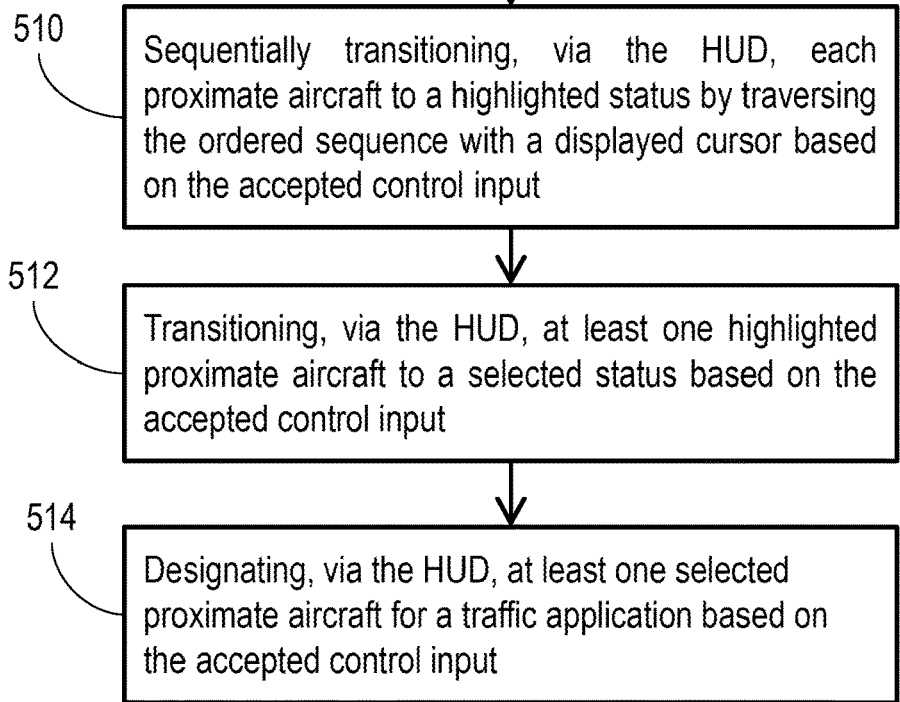 510
Sequentially transitioning, via the HUD, each
proximate aircraft to a highlighted status by traversing
the ordered sequence with a displayed cursor based
on the accepted control input
512
Transitioning, via the HUD, at least one highlighted
proximate aircraft to a selected status based on the
accepted control input
514
Designating, via the HUD, at least one selected
proximate aircraft for a traffic application based on
the accepted control input